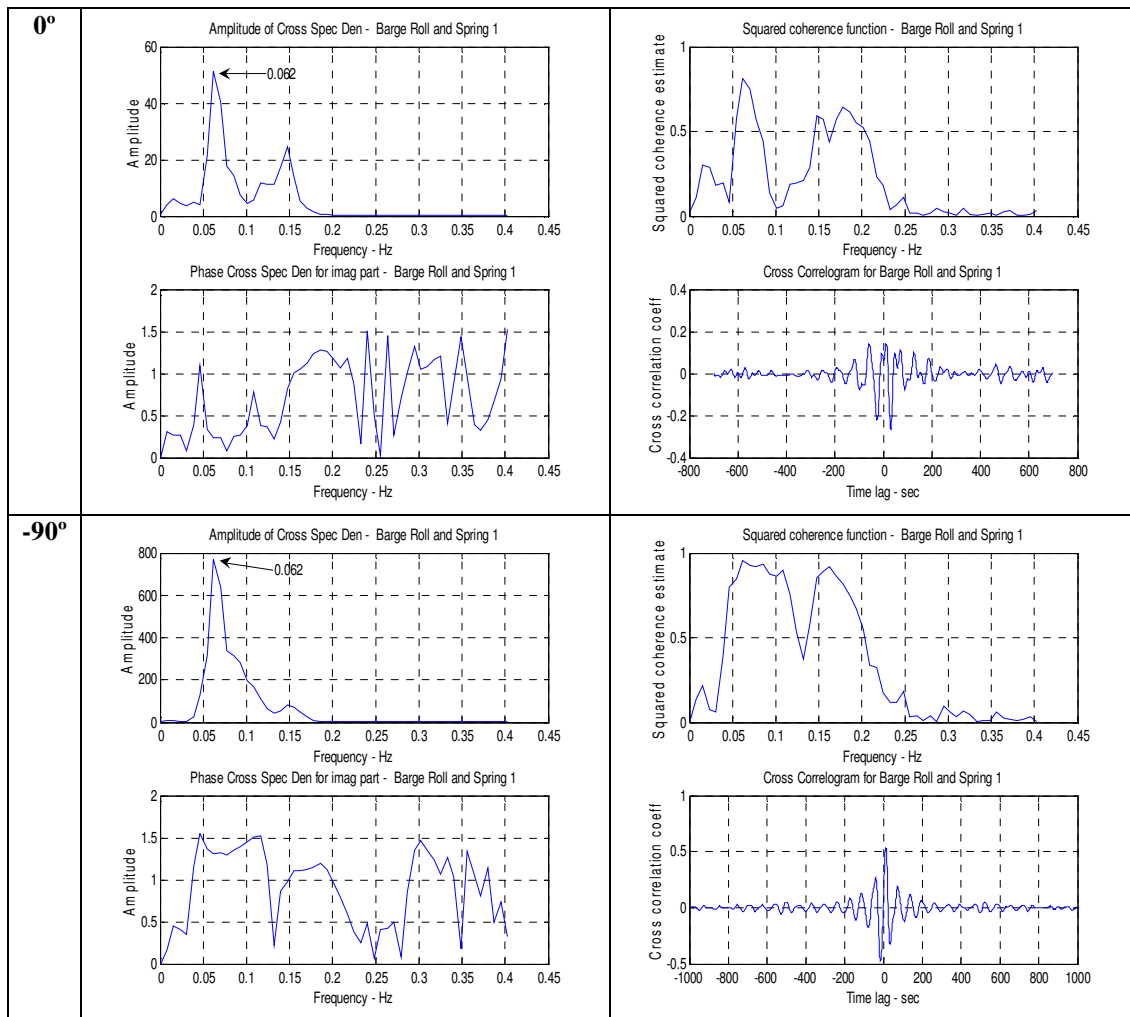 0º
Amplitude of Cross Spec Den - Barge Roll and Spring 1
60
40
20
0
Amplitude
0.062
0 0.05 0.1 0.15 0.2 0.25 0.3 0.35 0.4 0.45
Frequency - Hz
Squared coherence function - Barge Roll and Spring 1
1
0.5
0
Squared coherence estimate
0 0.05 0.1 0.15 0.2 0.25 0.3 0.35 0.4 0.45
Frequency - Hz
Phase Cross Spec Den for imag part - Barge Roll and Spring 1
2
1.5
1
0.5
0
Amplitude
0 0.05 0.1 0.15 0.2 0.25 0.3 0.35 0.4 0.45
Frequency - Hz
Cross Correlogram for Barge Roll and Spring 1
0.4
0.2
0
-0.2
-0.4
Cross correlation coeff
-800 -600 -400 -200 0 200 400 600 800
Time lag - sec
-90º
Amplitude of Cross Spec Den - Barge Roll and Spring 1
800
600
400
200
0
Amplitude
0.062
0 0.05 0.1 0.15 0.2 0.25 0.3 0.35 0.4 0.45
Frequency - Hz
Squared coherence function - Barge Roll and Spring 1
1
0.5
0
Squared coherence estimate
0 0.05 0.1 0.15 0.2 0.25 0.3 0.35 0.4 0.45
Frequency - Hz
Phase Cross Spec Den for imag part - Barge Roll and Spring 1
2
1.5
1
0.5
0
Amplitude
0 0.05 0.1 0.15 0.2 0.25 0.3 0.35 0.4 0.45
Frequency - Hz
Cross Correlogram for Barge Roll and Spring 1
1
0.5
0
-0.5
Cross correlation coeff
-1000 -800 -600 -400 -200 0 200 400 600 800 1000
Time lag - sec